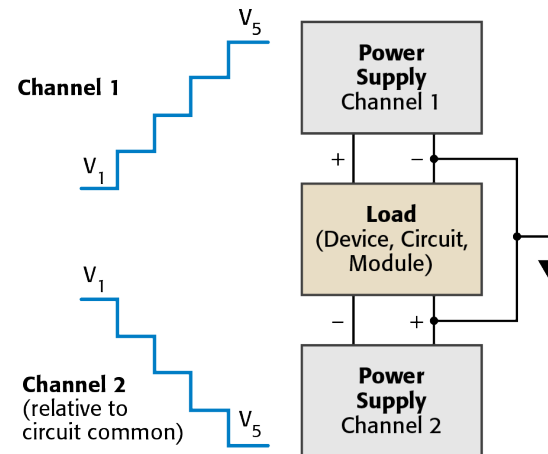 V5
Channel 1
V1
Power
Supply
Channel 1
+ −
Load
(Device, Circuit,
Module)
− +
V1
Channel 2
(relative to
circuit common)
V5
Power
Supply
Channel 2